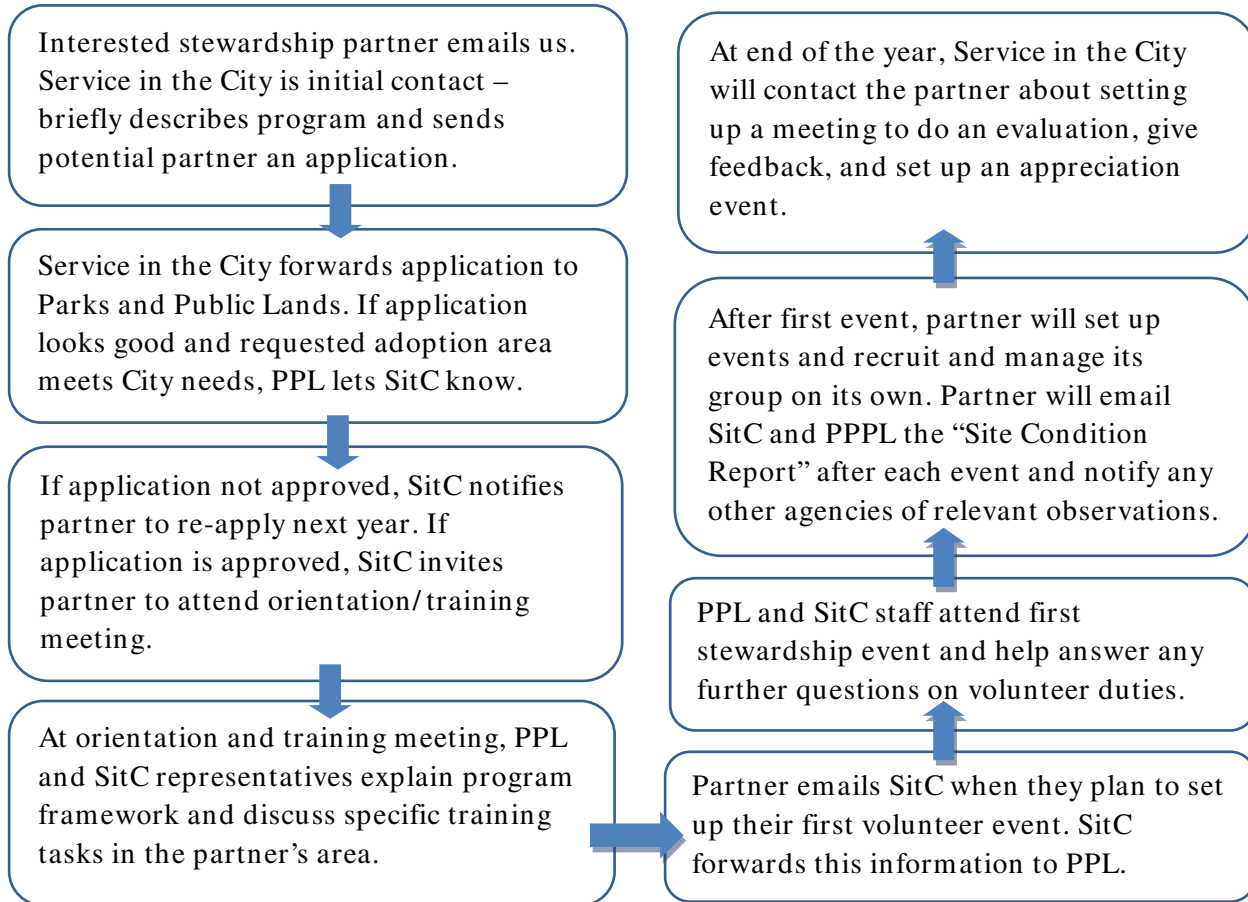 Interested stewardship partner emails us.
Service in the City is initial contact –
briefly describes program and sends
potential partner an application.
Service in the City forwards application to
Parks and Public Lands. If application
looks good and requested adoption area
meets City needs, PPL lets SitC know.
If application not approved, SitC notifies
partner to re-apply next year. If
application is approved, SitC invites
partner to attend orientation/training
meeting.
At orientation and training meeting, PPL
and SitC representatives explain program
framework and discuss specific training
tasks in the partner’s area.
Partner emails SitC when they plan to set
up their first volunteer event. SitC
forwards this information to PPL.
PPL and SitC staff attend first
stewardship event and help answer any
further questions on volunteer duties.
After first event, partner will set up
events and recruit and manage its
group on its own. Partner will email
SitC and PPPL the “Site Condition
Report” after each event and notify any
other agencies of relevant observations.
At end of the year, Service in the City
will contact the partner about setting
up a meeting to do an evaluation, give
feedback, and set up an appreciation
event.